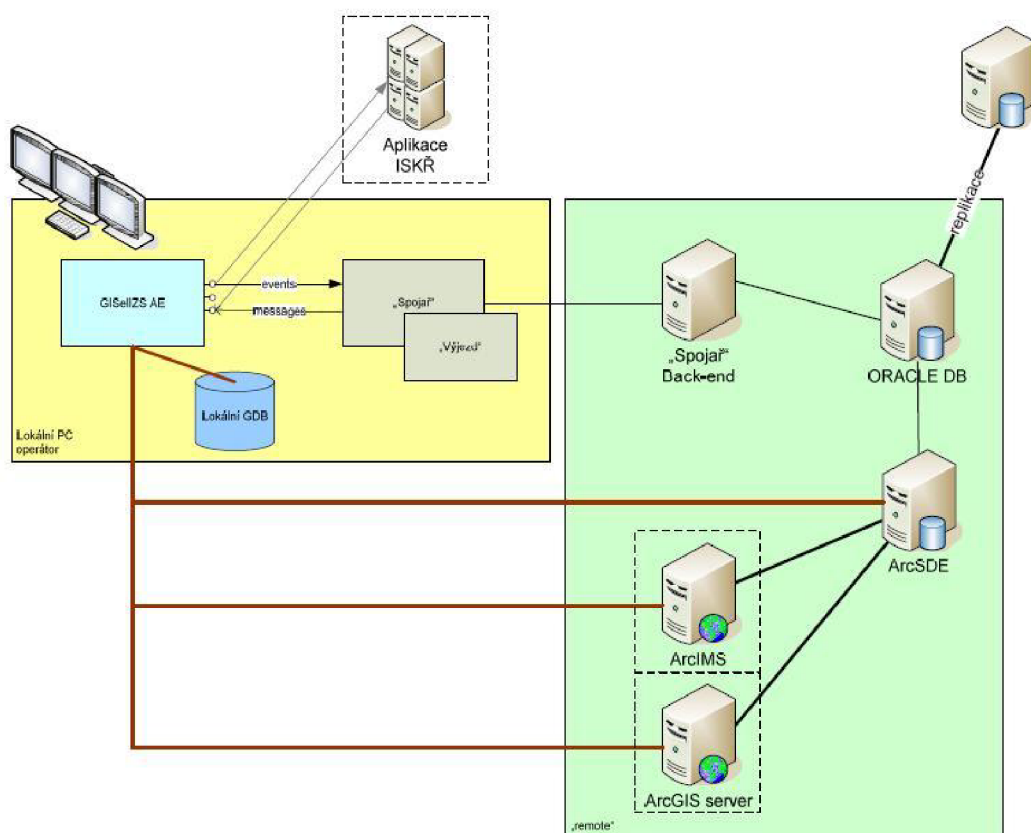 Aplikace
ISKŘ
replikace
GISelIZS AE
events
messages
„Spojař“
„Výjezd“
„Spojař“
Back-end
ORACLE DB
Lokální GDB
Lokální PC
operátor
ArcSDE
ArcIMS
ArcGIS server
„remote“